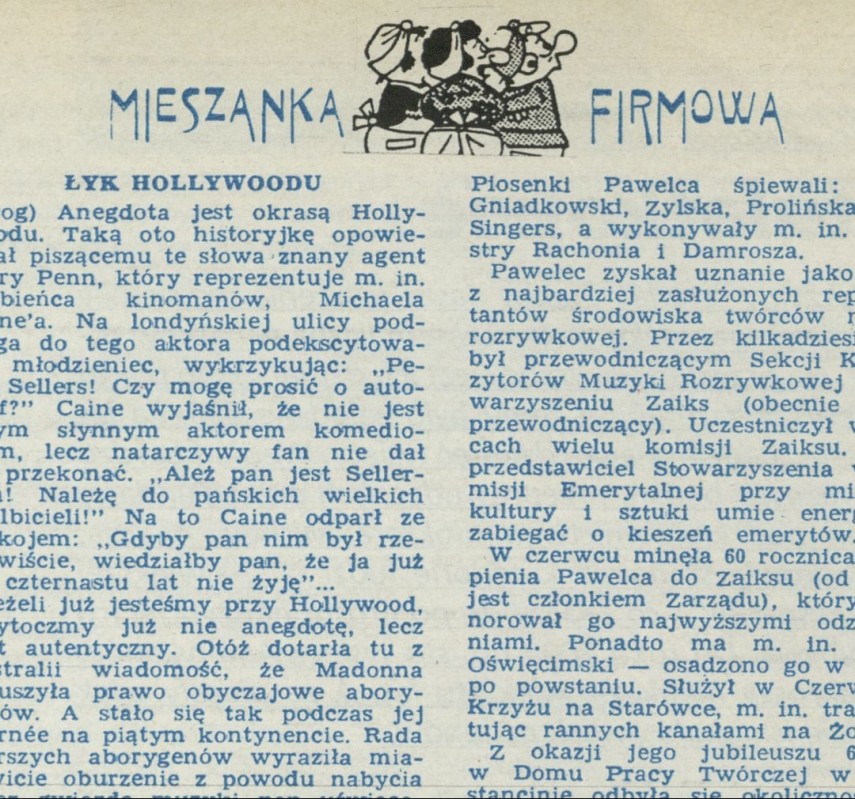 MIESZANKA FIRMOWA
ŁYK HOLLYWOODU
rog) Anegdota jest okrasą Holly-
odu. Taką oto historyjkę opowie-
ał piszącemu te słowa znany agent
ry Penn, który reprezentuje m. in.
bieńca kinomanów, Michaela
ne'a. Na londyńskiej ulicy pod-
ga do tego aktora podekscytowa-
młodzieniec, wykrzykując: „Pe-
Sellers! Czy mogę prosić o auto-
f?” Caine wyjaśnił, że nie jest
ym słynnym aktorem komedio-
m, lecz natarczywy fan nie dał
przekonać. „Ależ pan jest Seller-
! Należę do pańskich wielkich
lbicieli!” Na to Caine odparł ze
kojem: „Gdyby pan nim był rze-
wiście, wiedziałby pan, że ja już
czternastu lat nie żyję”...
eżeli już jesteśmy przy Hollywood,
ytoczmy już nie anegdotę, lecz
t autentyczny. Otóż dotarła tu z
stralii wiadomość, że Madonna
uszyła prawo obyczajowe abory-
ów. A stało się tak podczas jej
rnée na piątym kontynencie. Rada
rszych aborygenów wyraziła mia-
wicie oburzenie z powodu nabycia
Piosenki Pawelca śpiewali:
Gniadkowski, Zylska, Prolińska
Singers, a wykonywały m. in.
stry Rachonia i Damrosza.
Pawelec zyskał uznanie jako
z najbardziej zasłużonych rep
tantów środowiska twórców m
rozrywkowej. Przez kilkadziesi
był przewodniczącym Sekcji K
zytorów Muzyki Rozrywkowej
warzyszeniu Zaiks (obecnie
przewodniczący). Uczestniczył w
cach wielu komisji Zaiksu.
przedstawiciel Stowarzyszenia w
misji Emerytalnej przy mi
kultury i sztuki umie energ
zabiegać o kieszeń emerytów.
W czerwcu minęła 60 rocznica
pienia Pawelca do Zaiksu (od
jest członkiem Zarządu), który
norował go najwyższymi odz
niami. Ponadto ma m. in.
Oświęcimski — osadzono go w
po powstaniu. Służył w Czerw
Krzyżu na Starówce, m. in. tra
tując rannych kanałami na Żo
Z okazji jego jubileuszu 6
w Domu Pracy Twórczej w
stancinie odbyła się okoliczno